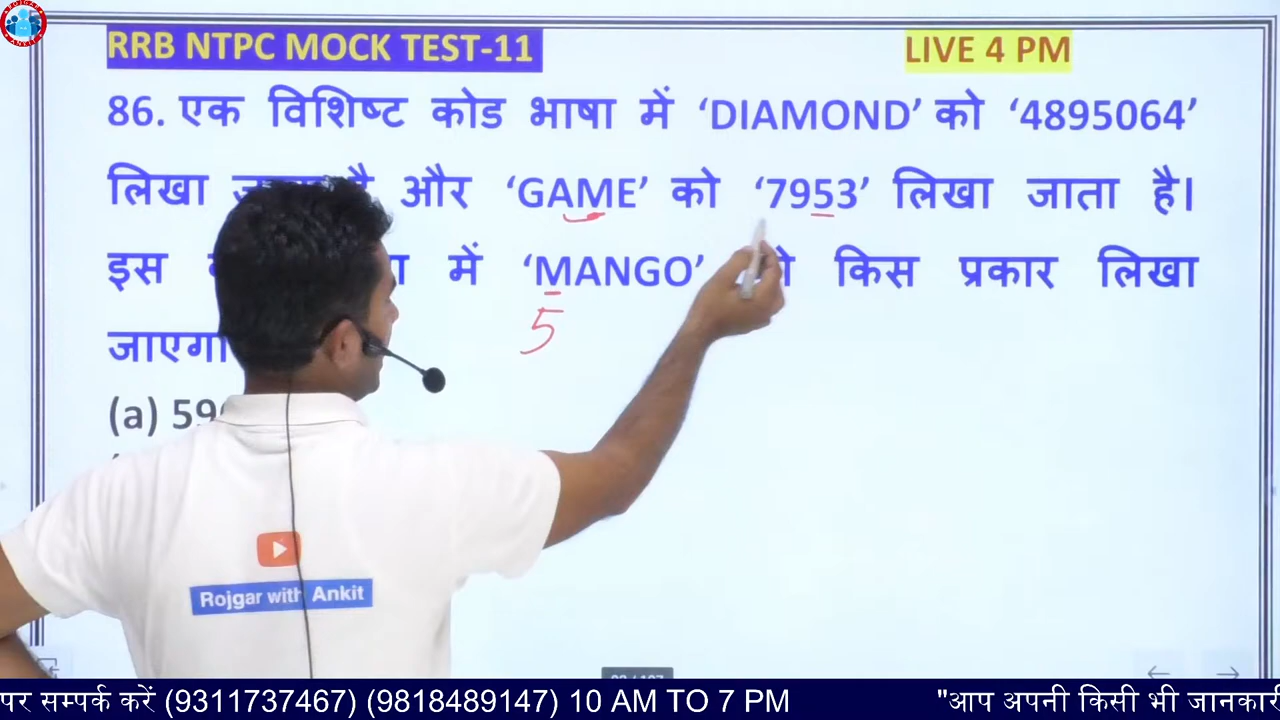 RRB NTPC MOCK TEST-11
LIVE 4 PM
86. एक विशिष्ट कोड भाषा में ‘DIAMOND’ को ‘4895064’
लिखा है और ‘GAME’ को ‘7953’ लिखा जाता है।
इस में ‘MANGO’ किस प्रकार लिखा
जाएगा
5
(a) 59
Rojgar with Ankit
पर सम्पर्क करें (9311737467) (9818489147) 10 AM TO 7 PM "आप अपनी किसी भी जानकारी